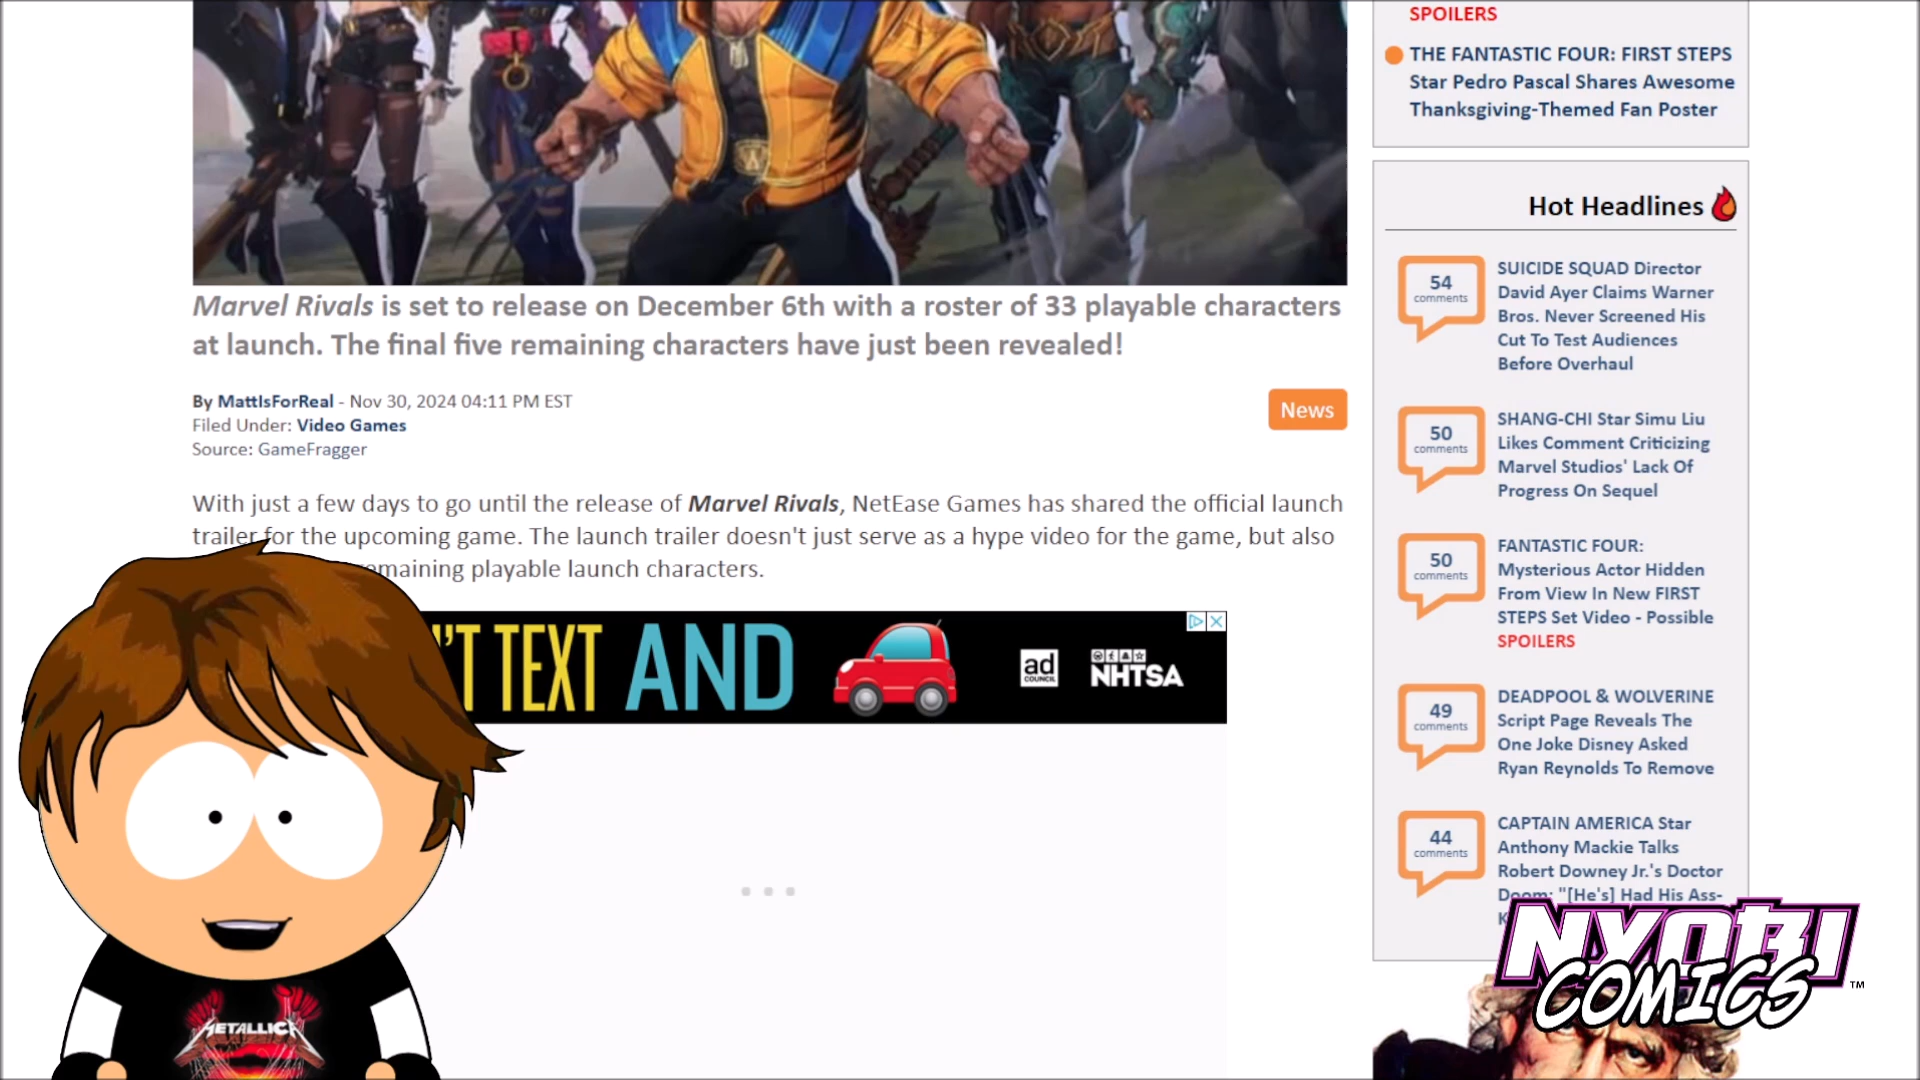 SPOILERS
THE FANTASTIC FOUR: FIRST STEPS
Star Pedro Pascal Shares Awesome
Thanksgiving-Themed Fan Poster
Marvel Rivals is set to release on December 6th with a roster of 33 playable characters
at launch. The final five remaining characters have just been revealed!
By MattIsForReal - Nov 30, 2024 04:11 PM EST
Filed Under: Video Games
Source: GameFragger
News
With just a few days to go until the release of Marvel Rivals, NetEase Games has shared the official launch
trailer for the upcoming game. The launch trailer doesn't just serve as a hype video for the game, but also
remaining playable launch characters.
'T TEXT AND
ad
COUNCIL
NHTSA
Hot Headlines
54
comments
SUICIDE SQUAD Director
David Ayer Claims Warner
Bros. Never Screened His
Cut To Test Audiences
Before Overhaul
50
comments
SHANG-CHI Star Simu Liu
Likes Comment Criticizing
Marvel Studios' Lack Of
Progress On Sequel
50
comments
FANTASTIC FOUR:
Mysterious Actor Hidden
From View In New FIRST
STEPS Set Video - Possible
SPOILERS
49
comments
DEADPOOL & WOLVERINE
Script Page Reveals The
One Joke Disney Asked
Ryan Reynolds To Remove
44
comments
CAPTAIN AMERICA Star
Anthony Mackie Talks
Robert Downey Jr.'s Doctor
Doom: "[He's] Had His Ass-
K
NYOBI
COMICS
TM
METALLICA